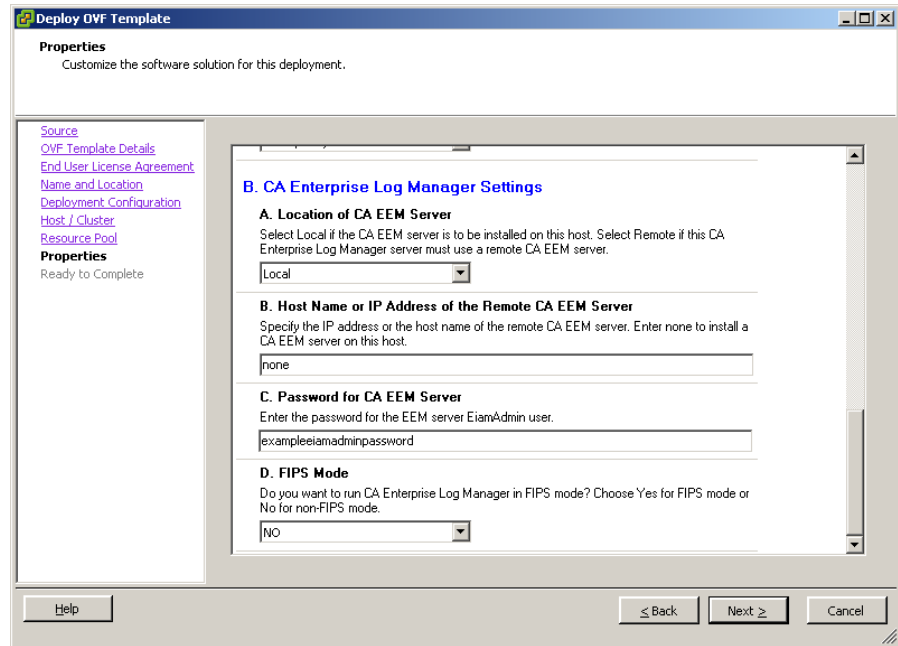 Deploy OVF Template
Properties
Customize the software solution for this deployment.
Source
OVF Template Details
End User License Agreement
Name and Location
Deployment Configuration
Host / Cluster
Resource Pool
Properties
Ready to Complete
B. CA Enterprise Log Manager Settings
A. Location of CA EEM Server
Select Local if the CA EEM server is to be installed on this host. Select Remote if this CA
Enterprise Log Manager server must use a remote CA EEM server.
Local
B. Host Name or IP Address of the Remote CA EEM Server
Specify the IP address or the host name of the remote CA EEM server. Enter none to install a
CA EEM server on this host.
none
C. Password for CA EEM Server
Enter the password for the EEM server EiamAdmin user.
exampleeiamadminpassword
D. FIPS Mode
Do you want to run CA Enterprise Log Manager in FIPS mode? Choose Yes for FIPS mode or
No for non-FIPS mode.
NO
Help
≤ Back
Next ≥
Cancel